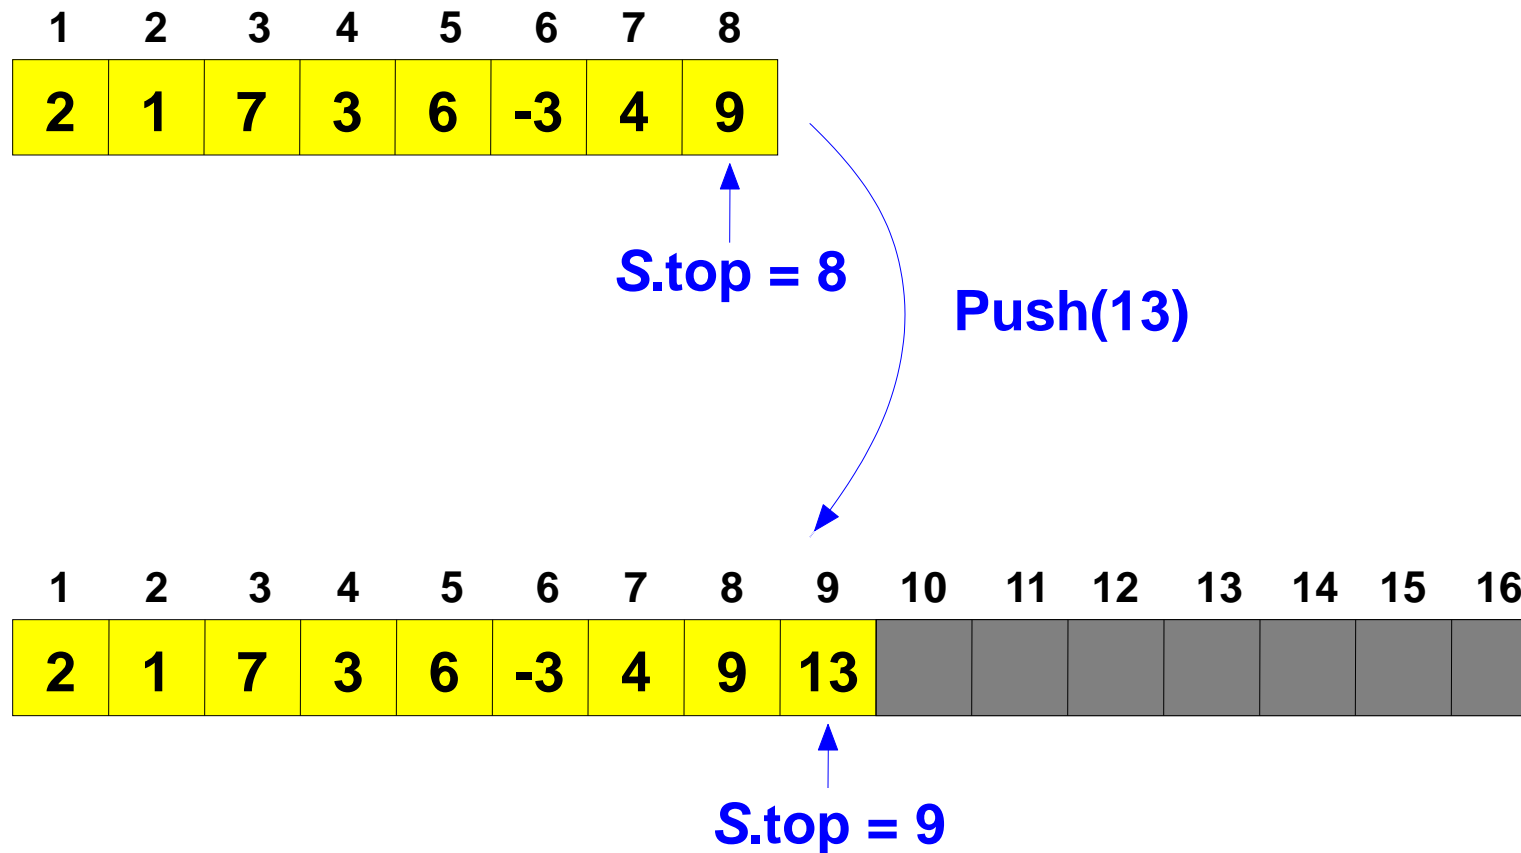 1 2 3 4 5 6 7 8
2 1 7 3 6 -3 4 9
S.top = 8
Push(13)
1 2 3 4 5 6 7 8 9 10 11 12 13 14 15 16
2 1 7 3 6 -3 4 9 13
S.top = 9